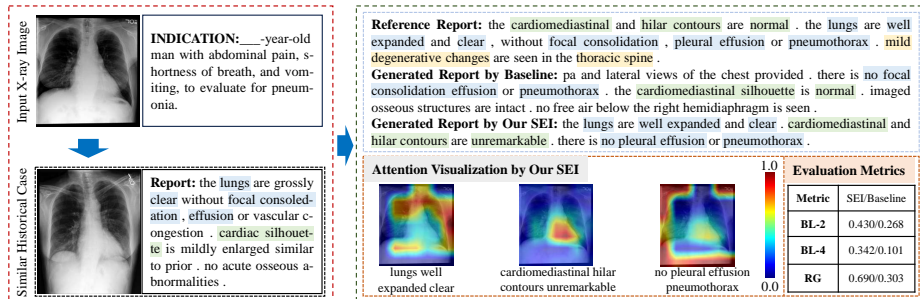 Input X-ray Image
INDICATION:___-year-old
man with abdominal pain, s-
hortness of breath, and vom-
iting, to evaluate for pneum-
onia.
Similar Historical Case
Report: the lungs are grossly
clear without focal consoled-
ation , effusion or vascular c-
ongestion . cardiac silhouet-
te is mildly enlarged similar
to prior . no acute osseous a-
bnormalities .
Reference Report: the cardiomediastinal and hilar contours are normal . the lungs are well
expanded and clear , without focal consolidation , pleural effusion or pneumothorax . mild
degenerative changes are seen in the thoracic spine .
Generated Report by Baseline: pa and lateral views of the chest provided . there is no focal
consolidation effusion or pneumothorax . the cardiomediastinal silhouette is normal . imaged
osseous structures are intact . no free air below the right hemidiaphragm is seen .
Generated Report by Our SEI: the lungs are well expanded and clear . cardiomediastinal and
hilar contours are unremarkable . there is no pleural effusion or pneumothorax .
Attention Visualization by Our SEI
1.0
0.0
lungs well
expanded clear
cardiomediastinal hilar
contours unremarkable
no pleural effusion
pneumothorax
Evaluation Metrics
Metric SEI/Baseline
BL-2 0.430/0.268
BL-4 0.342/0.101
RG 0.690/0.303